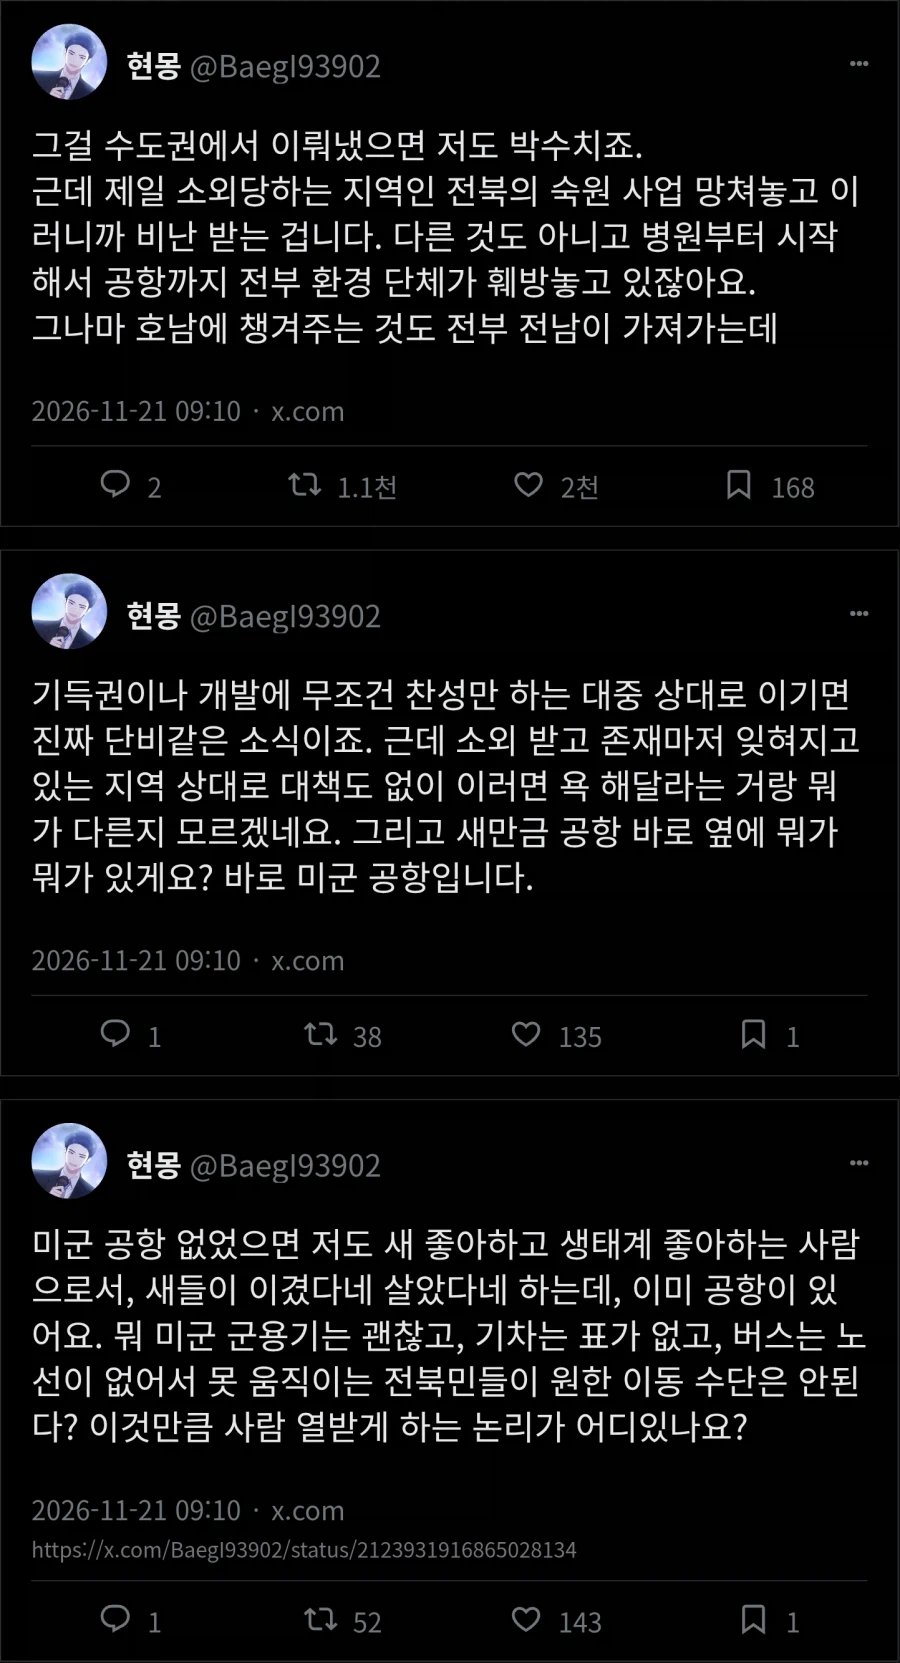 현몽 @BaegI93902
그걸 수도권에서 이뤄냈으면 저도 박수치죠.
근데 제일 소외당하는 지역인 전북의 숙원 사업 망쳐놓고 이
러니까 비난 받는 겁니다. 다른 것도 아니고 병원부터 시작
해서 공항까지 전부 환경 단체가 훼방놓고 있잖아요.
그나마 호남에 챙겨주는 것도 전부 전남이 가져가는데
2026-11-21 09:10 · x.com
2 1.1천 2천 168
현몽 @BaegI93902
기득권이나 개발에 무조건 찬성만 하는 대중 상대로 이기면
진짜 단비같은 소식이죠. 근데 소외 받고 존재마저 잊혀지고
있는 지역 상대로 대책도 없이 이러면 욕 해달라는 거랑 뭐
가 다른지 모르겠네요. 그리고 새만금 공항 바로 옆에 뭐가
뭐가 있게요? 바로 미군 공항입니다.
2026-11-21 09:10 · x.com
1 38 135 1
현몽 @BaegI93902
미군 공항 없었으면 저도 새 좋아하고 생태계 좋아하는 사람
으로서, 새들이 이겼다네 살았다네 하는데, 이미 공항이 있
어요. 뭐 미군 군용기는 괜찮고, 기차는 표가 없고, 버스는 노
선이 없어서 못 움직이는 전북민들이 원한 이동 수단은 안된
다? 이것만큼 사람 열받게 하는 논리가 어디있나요?
2026-11-21 09:10 · x.com
https://x.com/BaegI93902/status/2123931916865028134
1 52 143 1